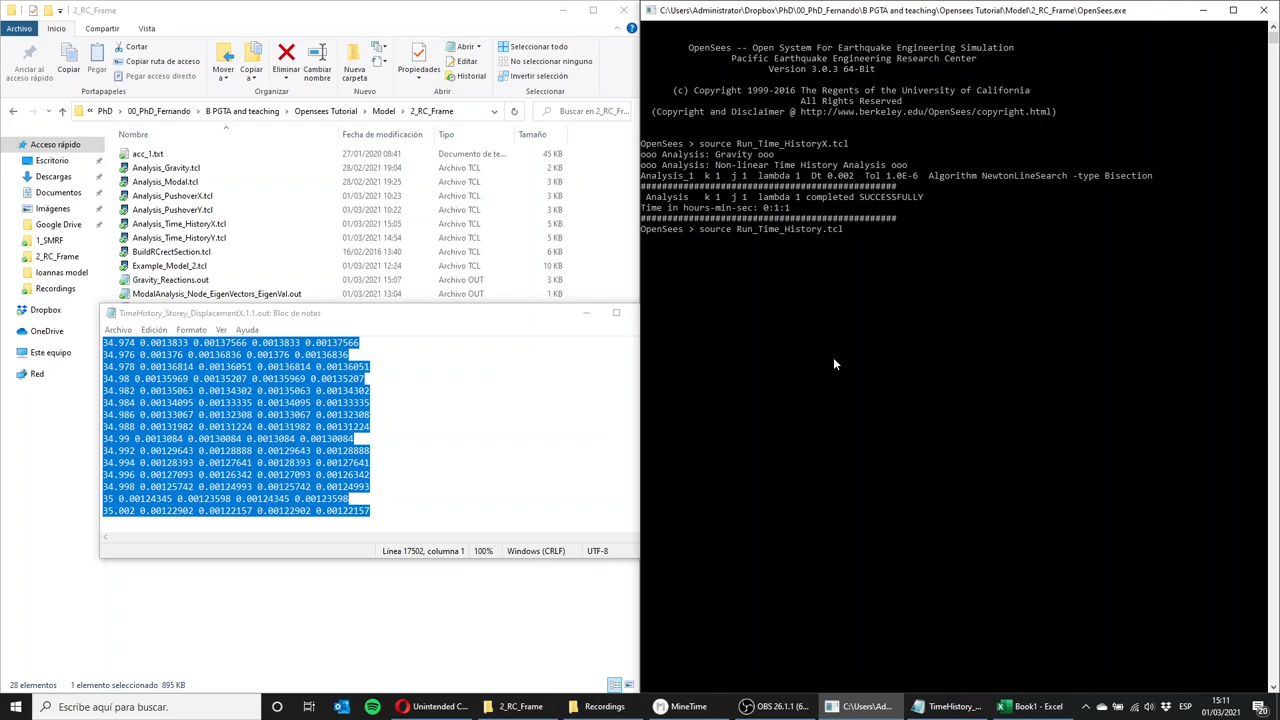 2_RC_Frame
Archivo Inicio Compartir Vista
Anclar al acceso rápido
Copiar
Pegar
Cortar
Copiar ruta de acceso
Pegar acceso directo
Portapapeles
Mover a
Copiar a
Eliminar
Cambiar nombre
Organizar
Nueva carpeta
Nuevo
Propiedades
Abrir
Editar
Historial
Abrir
Seleccionar todo
No seleccionar ninguno
Invertir selección
Seleccionar
PhD 00_PhD_Fernando B PGTA and teaching Opensees Tutorial Model 2_RC_Frame
Buscar en 2_RC_Frame
Nombre Fecha de modificación Tipo Tamaño
Acceso rápido
Escritorio
Descargas
Documentos
Imágenes
Google Drive
1_SMRF
2_RC_Frame
Ioannas model
Recordings
Dropbox
OneDrive
Este equipo
Red
acc_1.txt 27/01/2020 08:41 Documento de te... 45 KB
Analysis_Gravity.tcl 28/02/2021 19:04 Archivo TCL 2 KB
Analysis_Modal.tcl 28/02/2021 19:25 Archivo TCL 2 KB
Analysis_PushoverX.tcl 01/03/2021 10:23 Archivo TCL 3 KB
Analysis_PushoverY.tcl 01/03/2021 10:22 Archivo TCL 3 KB
Analysis_Time_HistoryX.tcl 01/03/2021 15:05 Archivo TCL 5 KB
Analysis_Time_HistoryY.tcl 01/03/2021 14:54 Archivo TCL 5 KB
BuildRCrectSection.tcl 16/02/2016 13:40 Archivo TCL 6 KB
Example_Model_2.tcl 01/03/2021 12:24 Archivo TCL 10 KB
Gravity_Reactions.out 01/03/2021 15:07 Archivo OUT 3 KB
ModalAnalysis_Node_EigenVectors_EigenVal.out 01/03/2021 13:04 Archivo OUT 1 KB
TimeHistory_Storey_DisplacementX.1.1.out: Bloc de notas
Archivo Edición Formato Ver Ayuda
34.974 0.0013833 0.00137566 0.0013833 0.00137566
34.976 0.001376 0.00136836 0.001376 0.00136836
34.978 0.00136814 0.00136051 0.00136814 0.00136051
34.98 0.00135969 0.00135207 0.00135969 0.00135207
34.982 0.00135063 0.00134302 0.00135063 0.00134302
34.984 0.00134095 0.00133335 0.00134095 0.00133335
34.986 0.00133067 0.00132308 0.00133067 0.00132308
34.988 0.00131982 0.00131224 0.00131982 0.00131224
34.99 0.0013084 0.00130084 0.0013084 0.00130084
34.992 0.00129643 0.00128888 0.00129643 0.00128888
34.994 0.00128393 0.00127641 0.00128393 0.00127641
34.996 0.00127093 0.00126342 0.00127093 0.00126342
34.998 0.00125742 0.00124993 0.00125742 0.00124993
35 0.00124345 0.00123598 0.00124345 0.00123598
35.002 0.00122902 0.00122157 0.00122902 0.00122157
Línea 17502, columna 1 100% Windows (CRLF) UTF-8
28 elementos 1 elemento seleccionado 895 KB
C:\Users\Administrator\Dropbox\PhD\00_PhD_Fernando\B PGTA and teaching\Opensees Tutorial\Model\2_RC_Frame\OpenSees.exe
OpenSees -- Open System For Earthquake Engineering Simulation
Pacific Earthquake Engineering Research Center
Version 3.0.3 64-Bit
(c) Copyright 1999-2016 The Regents of the University of California
All Rights Reserved
(Copyright and Disclaimer @ http://www.berkeley.edu/OpenSees/copyright.html)
OpenSees > source Run_Time_HistoryX.tcl
ooo Analysis: Gravity ooo
ooo Analysis: Non-linear Time History Analysis ooo
Analysis_1 k 1 j 1 lambda 1 Dt 0.002 Tol 1.0E-6 Algorithm NewtonLineSearch -type Bisection
################################################
Analysis k 1 j 1 lambda 1 completed SUCCESSFULLY
Time in hours-min-sec: 0:1:1
################################################
OpenSees > source Run_Time_History.tcl
Escribe aquí para buscar.
Unintended C...
2_RC_Frame
Recordings
MineTime
OBS 26.1.1 (6...
C:\Users\Ad...
TimeHistory_...
Book1 - Excel
ESP
15:11
01/03/2021
20